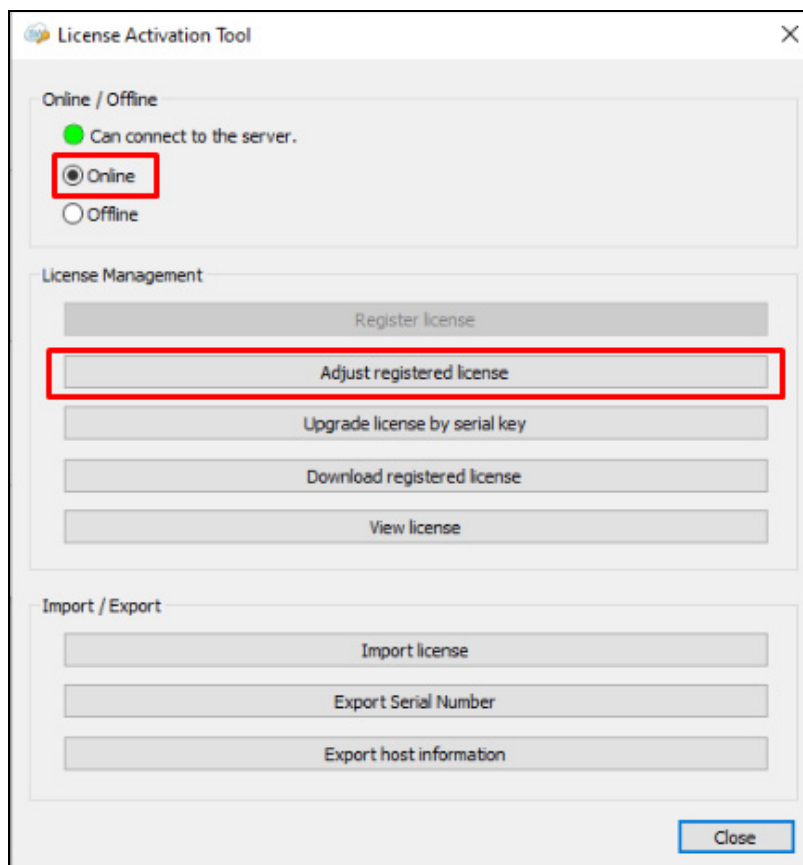 License Activation Tool
Online / Offline
Can connect to the server.
Online
Offline
License Management
Register license
Adjust registered license
Upgrade license by serial key
Download registered license
View license
Import / Export
Import license
Export Serial Number
Export host information
Close